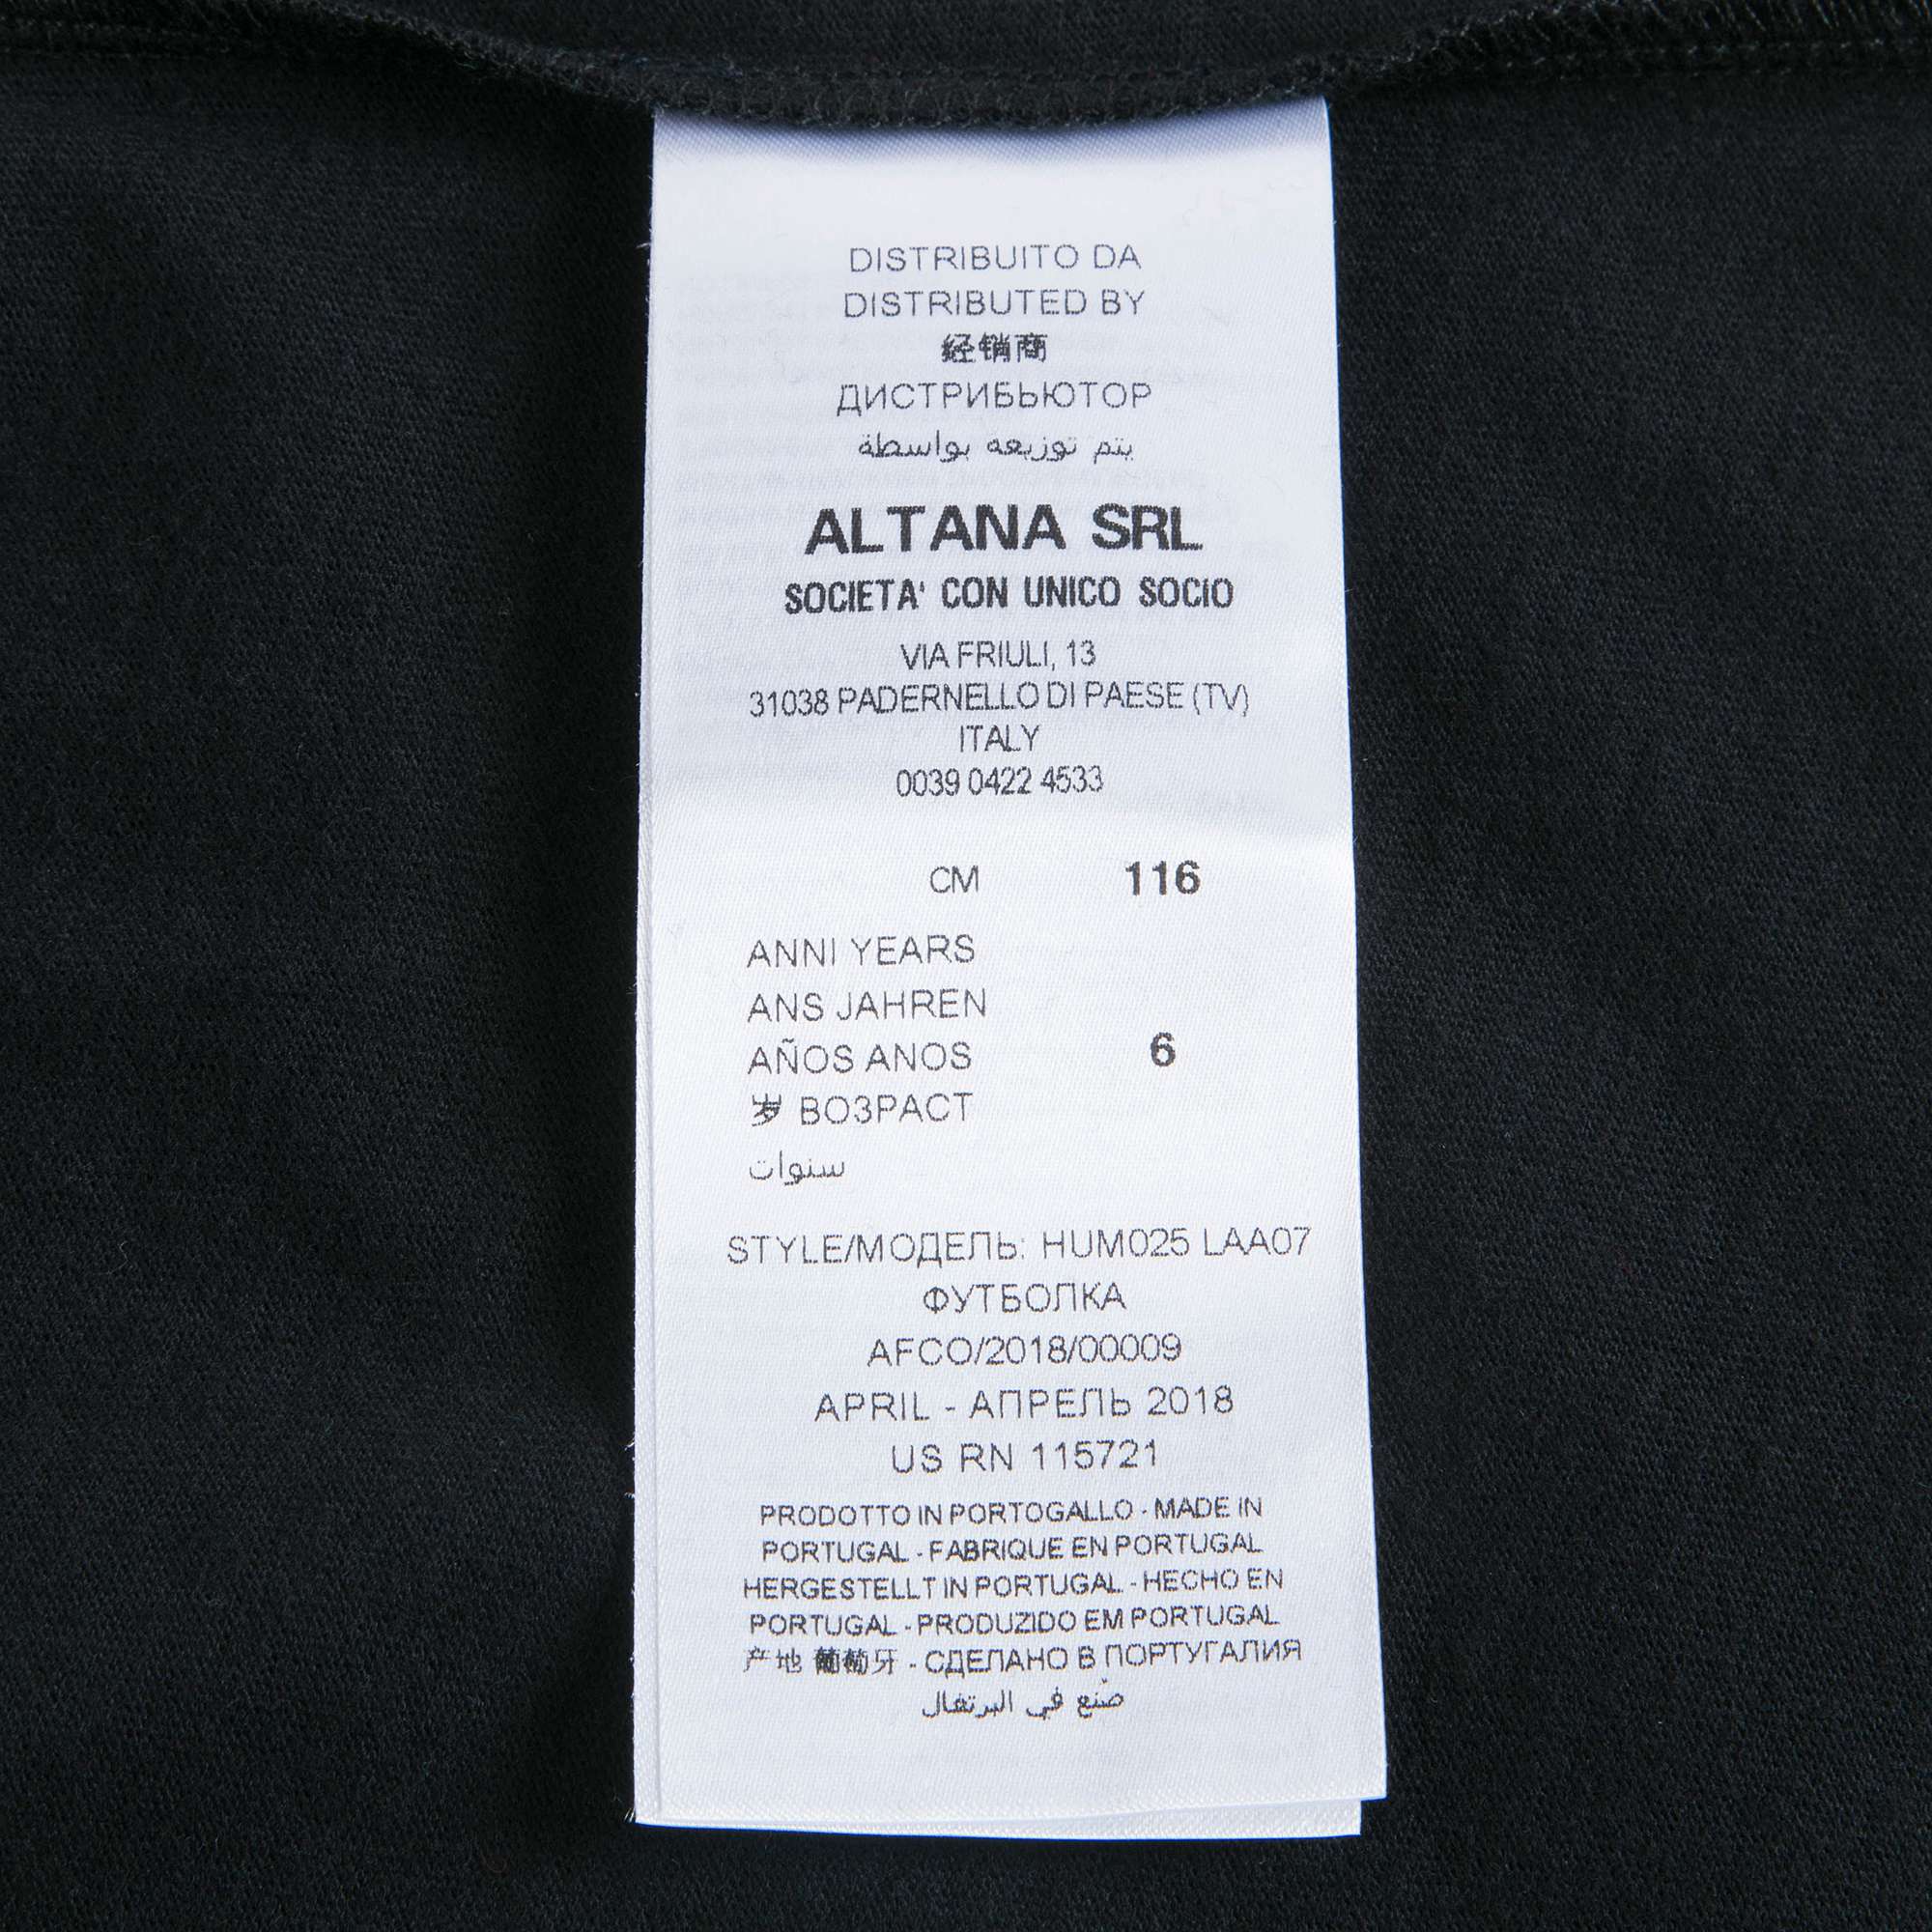 DISTRIBUITO DA
DISTRIBUTED BY
经销商
ДИСТРИБЬЮТОР
يتم توزيعه بواسطة
ALTANA SRL
SOCIETA' CON UNICO SOCIO
VIA FRIULI, 13
31038 PADERNELLO DI PAESE (TV)
ITALY
0039 0422 4533
CM 116
ANNI YEARS
ANS JAHREN
AÑOS ANOS 6
岁 ВОЗРАСТ
سنوات
STYLE/МОДЕЛЬ: HUM025 LAA07
ФУТБОЛКА
AFCO/2018/00009
APRIL - АПРЕЛЬ 2018
US RN 115721
PRODOTTO IN PORTOGALLO - MADE IN
PORTUGAL - FABRIQUE EN PORTUGAL
HERGESTELLT IN PORTUGAL - HECHO EN
PORTUGAL - PRODUZIDO EM PORTUGAL
产地 葡萄牙 - СДЕЛАНО В ПОРТУГАЛИЯ
صّنع في البرتغال